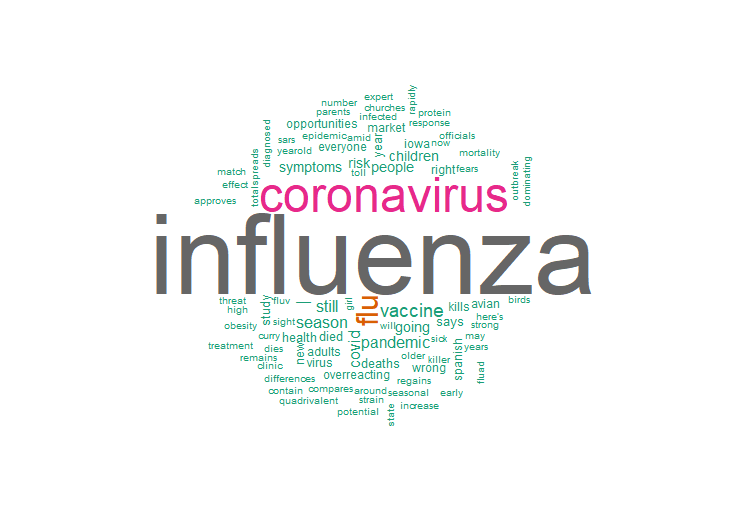 expert
number
churches
rapidly
parents
infected
protein
opportunities
market
response
diagnosed
sars
epidemic
amid
year
officials
yearold
everyone
iowa
now
children
mortality
match
totalspreads
symptoms
risk
toll
people
right
fears
outbreak
dominating
effect
approves
coronavirus
influenza
threat
fluv
—
girl
flu
birds
high
study
still
vaccine
kills
avian
obesity
sight
season
will
going
says
here's
strong
treatment
curry
health
died
covid
pandemic
sick
may
dies
new
adults
years
remains
virus
deaths
older
killer
spanish
clinic
wrong
fluad
differences
overreacting
regains
contain
compares
around
seasonal
early
quadrivalent
strain
potential
state
increase